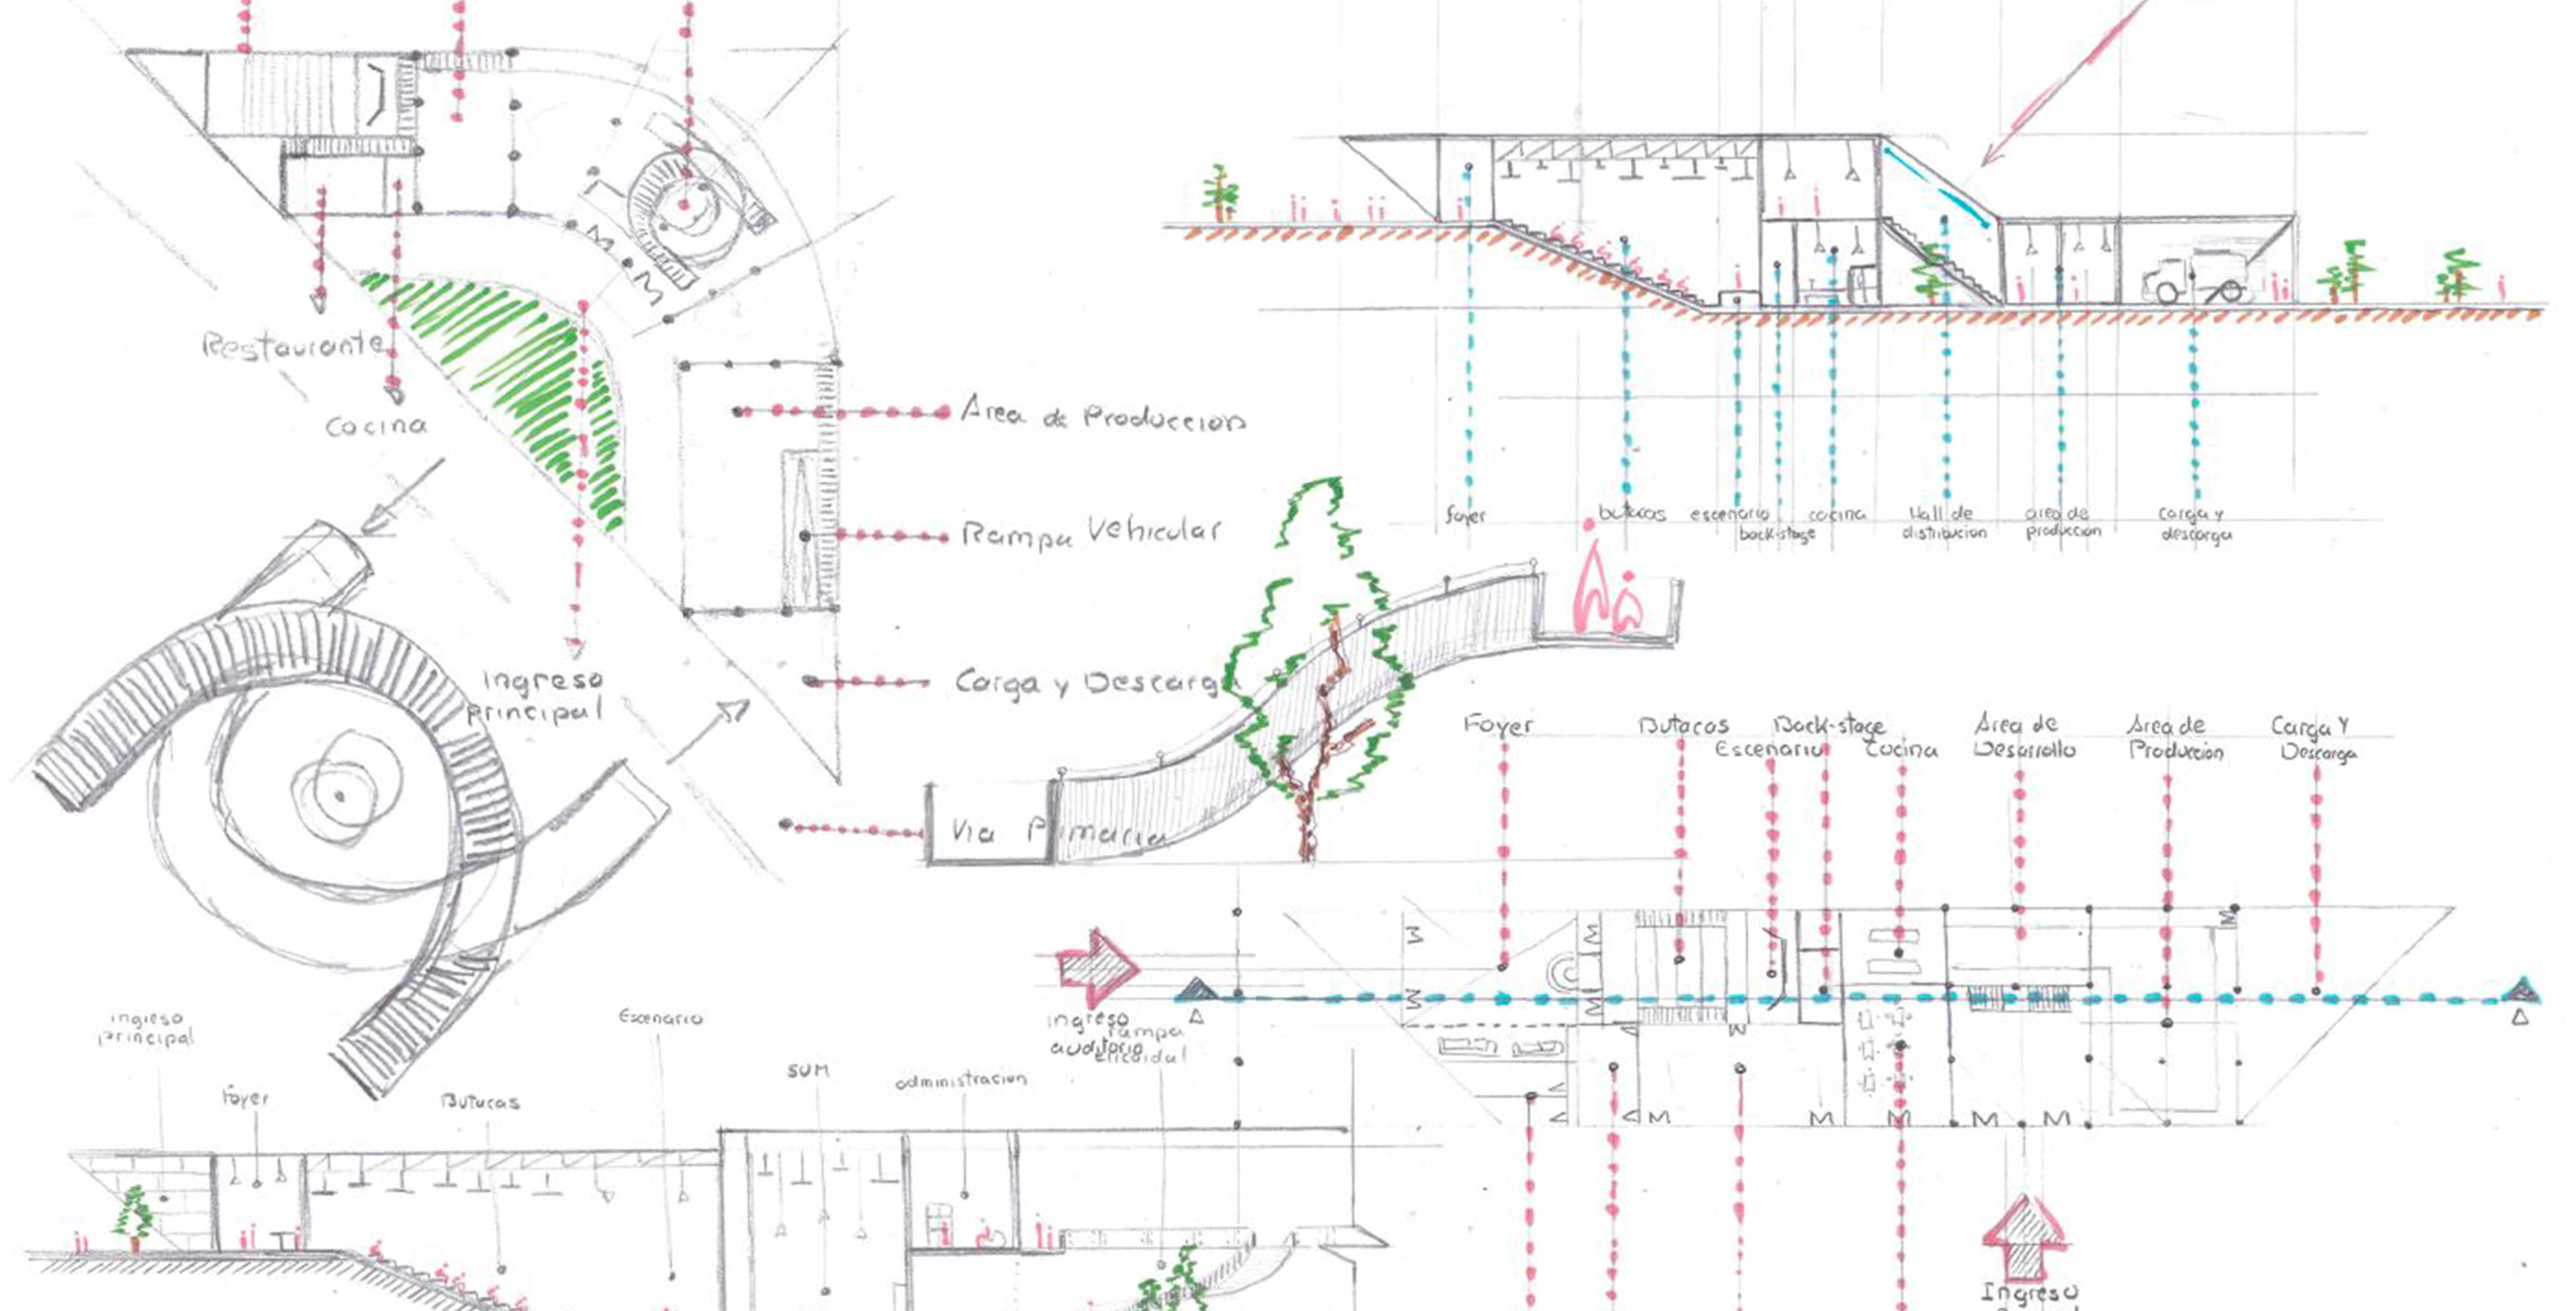 Restaurante
Cocina
Area de Produccion
Rampa Vehicular
Ingreso
principal
Carga y Descarga
Via Primaria
foyer
butacas
escenario
back-stage
cocina
Hall de
distribucion
area de
produccion
carga y
descarga
Foyer
Butacas
Escenario
Back-stage
Cocina
Area de
Desarrollo
Area de
Producción
Carga Y
Descarga
ingreso
auditorio
rampa
elicoidal
ingreso
principal
Foyer
Butacas
Escenario
SUM
administracion
Ingreso